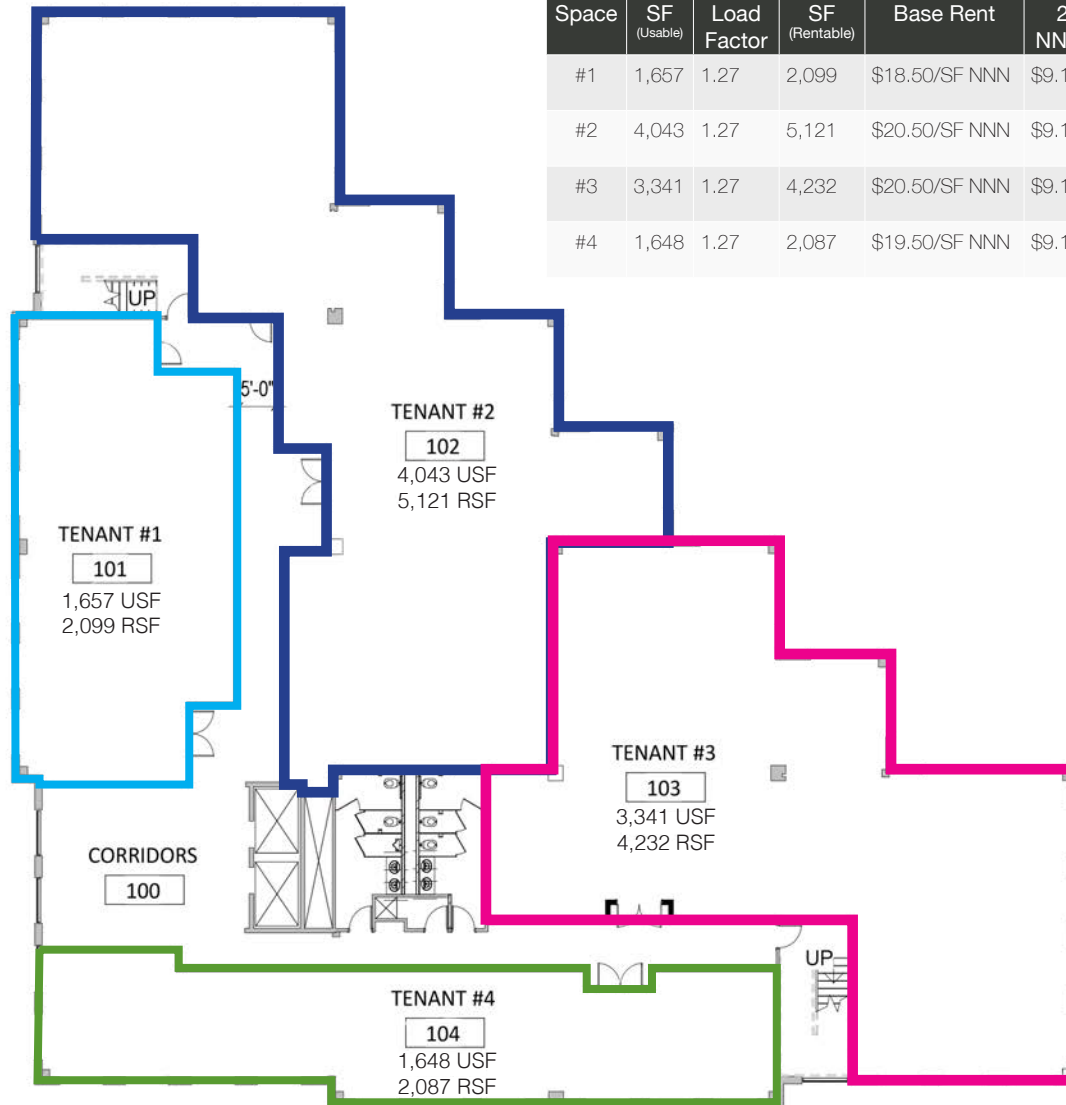 Space SF (Usable) Load Factor SF (Rentable) Base Rent
#1 1,657 1.27 2,099 $18.50/SF NNN
#2 4,043 1.27 5,121 $20.50/SF NNN
#3 3,341 1.27 4,232 $20.50/SF NNN
#4 1,648 1.27 2,087 $19.50/SF NNN
UP
5'-0"
TENANT #2
102
4,043 USF
5,121 RSF
TENANT #1
101
1,657 USF
2,099 RSF
TENANT #3
103
3,341 USF
4,232 RSF
CORRIDORS
100
UP
TENANT #4
104
1,648 USF
2,087 RSF